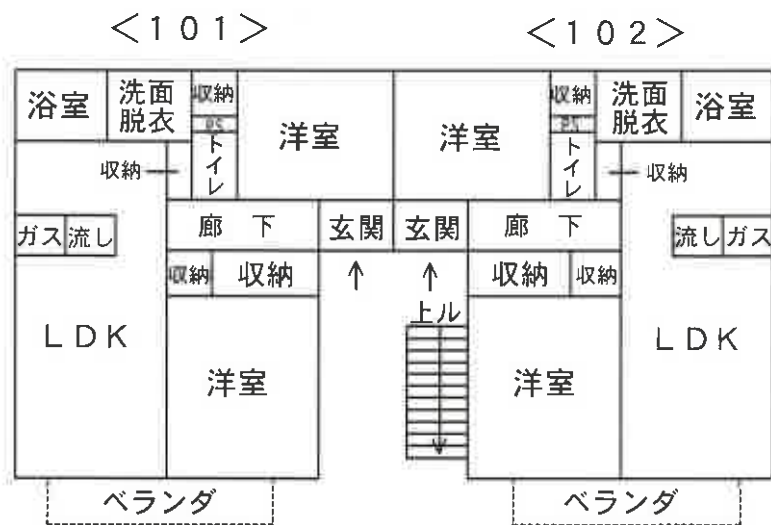 <101>
<102>
浴室
洗面
脱衣
収納
トイレ
洋室
洋室
収納
トイレ
洗面
脱衣
浴室
収納
収納
廊 下
玄関
玄関
廊 下
ガス
流し
流し
ガス
収納
収納
↑
↑
収納
収納
上ル
LDK
洋室
洋室
LDK
ベランダ
ベランダ